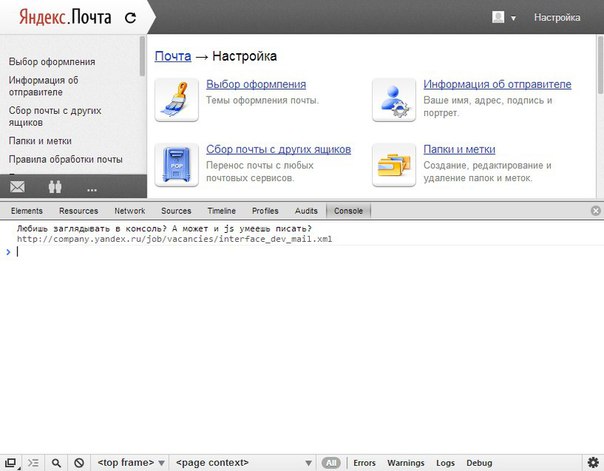 Яндекс.Почта
Настройка
Выбор оформления
Информация об
отправителе
Сбор почты с других
ящиков
Папки и метки
Правила обработки почты
...
Почта → Настройка
Выбор оформления
Темы оформления почты.
Информация об отправителе
Ваше имя, адрес, подпись и
портрет.
Сбор почты с других ящиков
Перенос почты с любых
почтовых сервисов.
POP
Папки и метки
Создание, редактирование и
удаление папок и меток.
Elements Resources Network Sources Timeline Profiles Audits Console
Любишь заглядывать в консоль? А может и js умеешь писать?
http://company.yandex.ru/job/vacancies/interface_dev_mail.xml
>
<top frame> <page context> All Errors Warnings Logs Debug